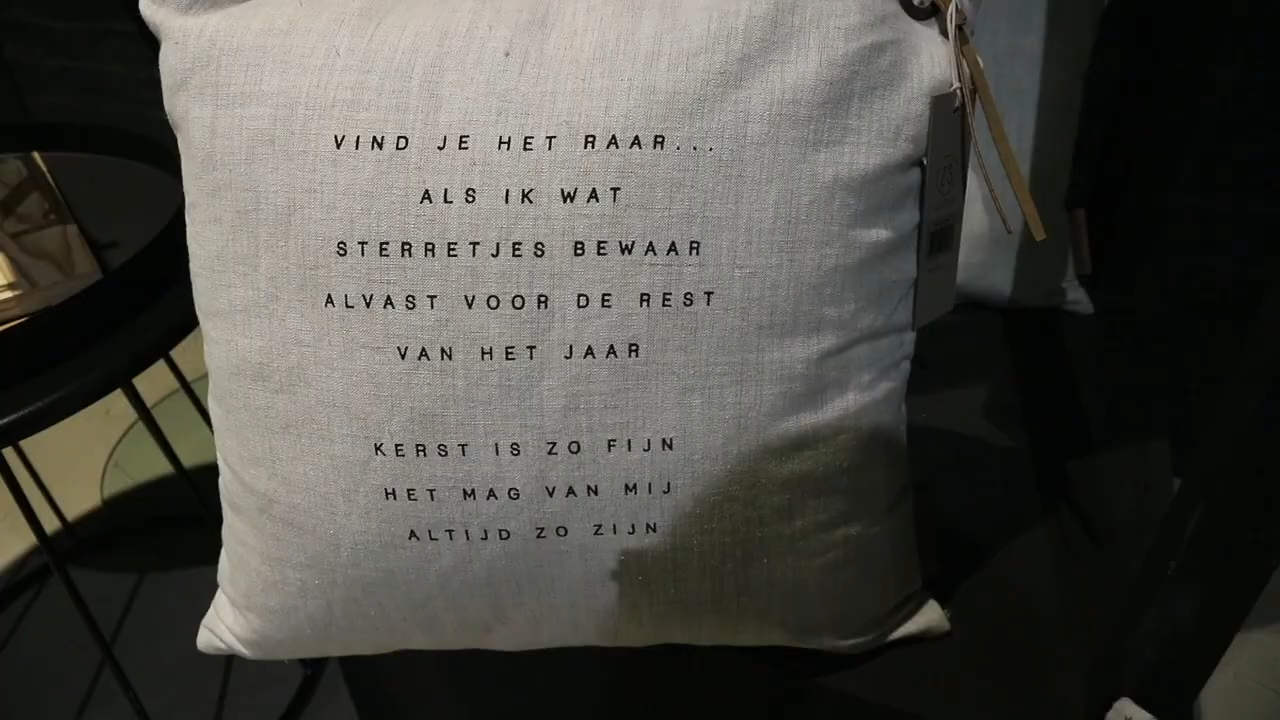 VIND JE HET RAAR...
ALS IK WAT
STERRETJES BEWAAR
ALVAST VOOR DE REST
VAN HET JAAR
KERST IS ZO FIJN
HET MAG VAN MIJ
ALTIJD ZO ZIJN